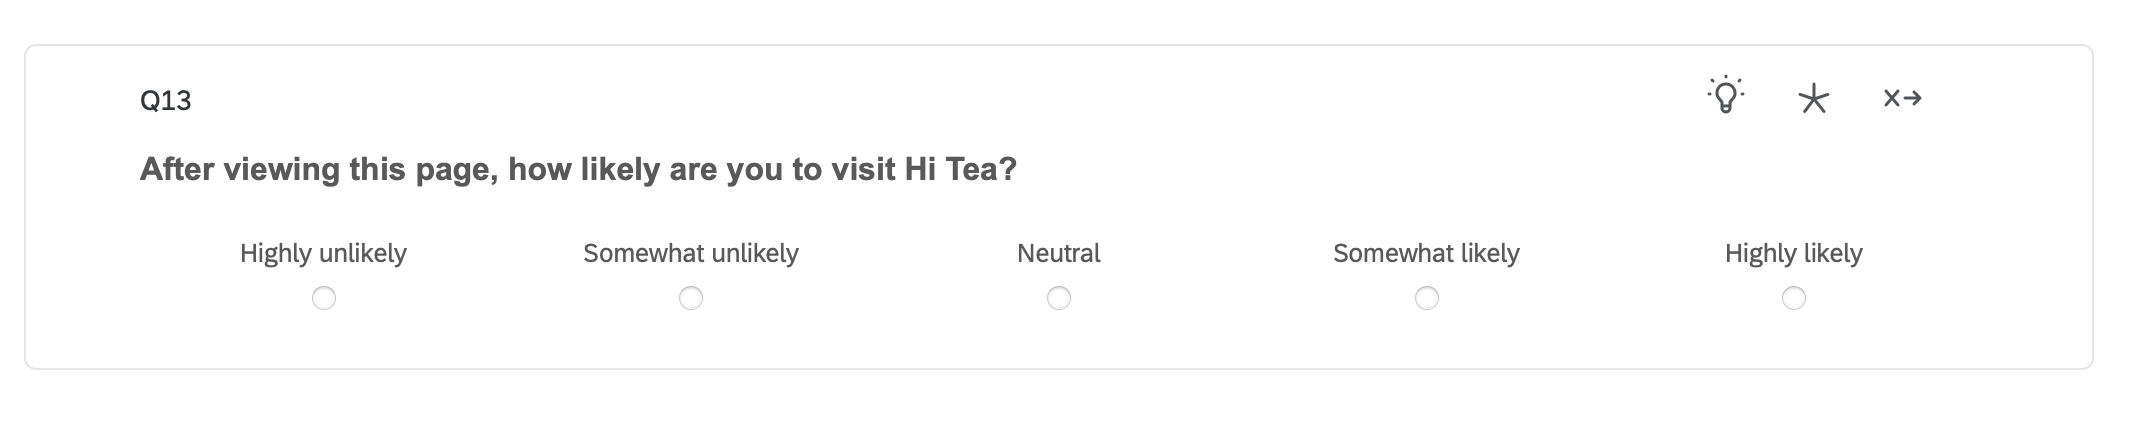 Q13
After viewing this page, how likely are you to visit Hi Tea?
Highly unlikely Somewhat unlikely Neutral Somewhat likely Highly likely